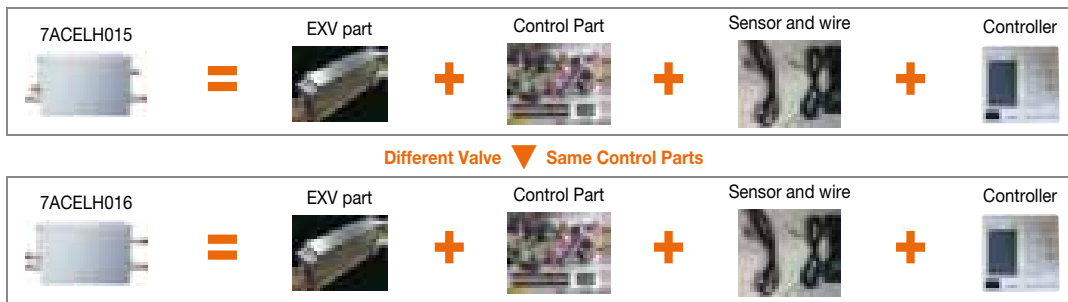 7ACELH015
EXV part
Control Part
Sensor and wire
Controller
=
+
+
+
Different Valve ▼ Same Control Parts
7ACELH016
EXV part
Control Part
Sensor and wire
Controller
=
+
+
+